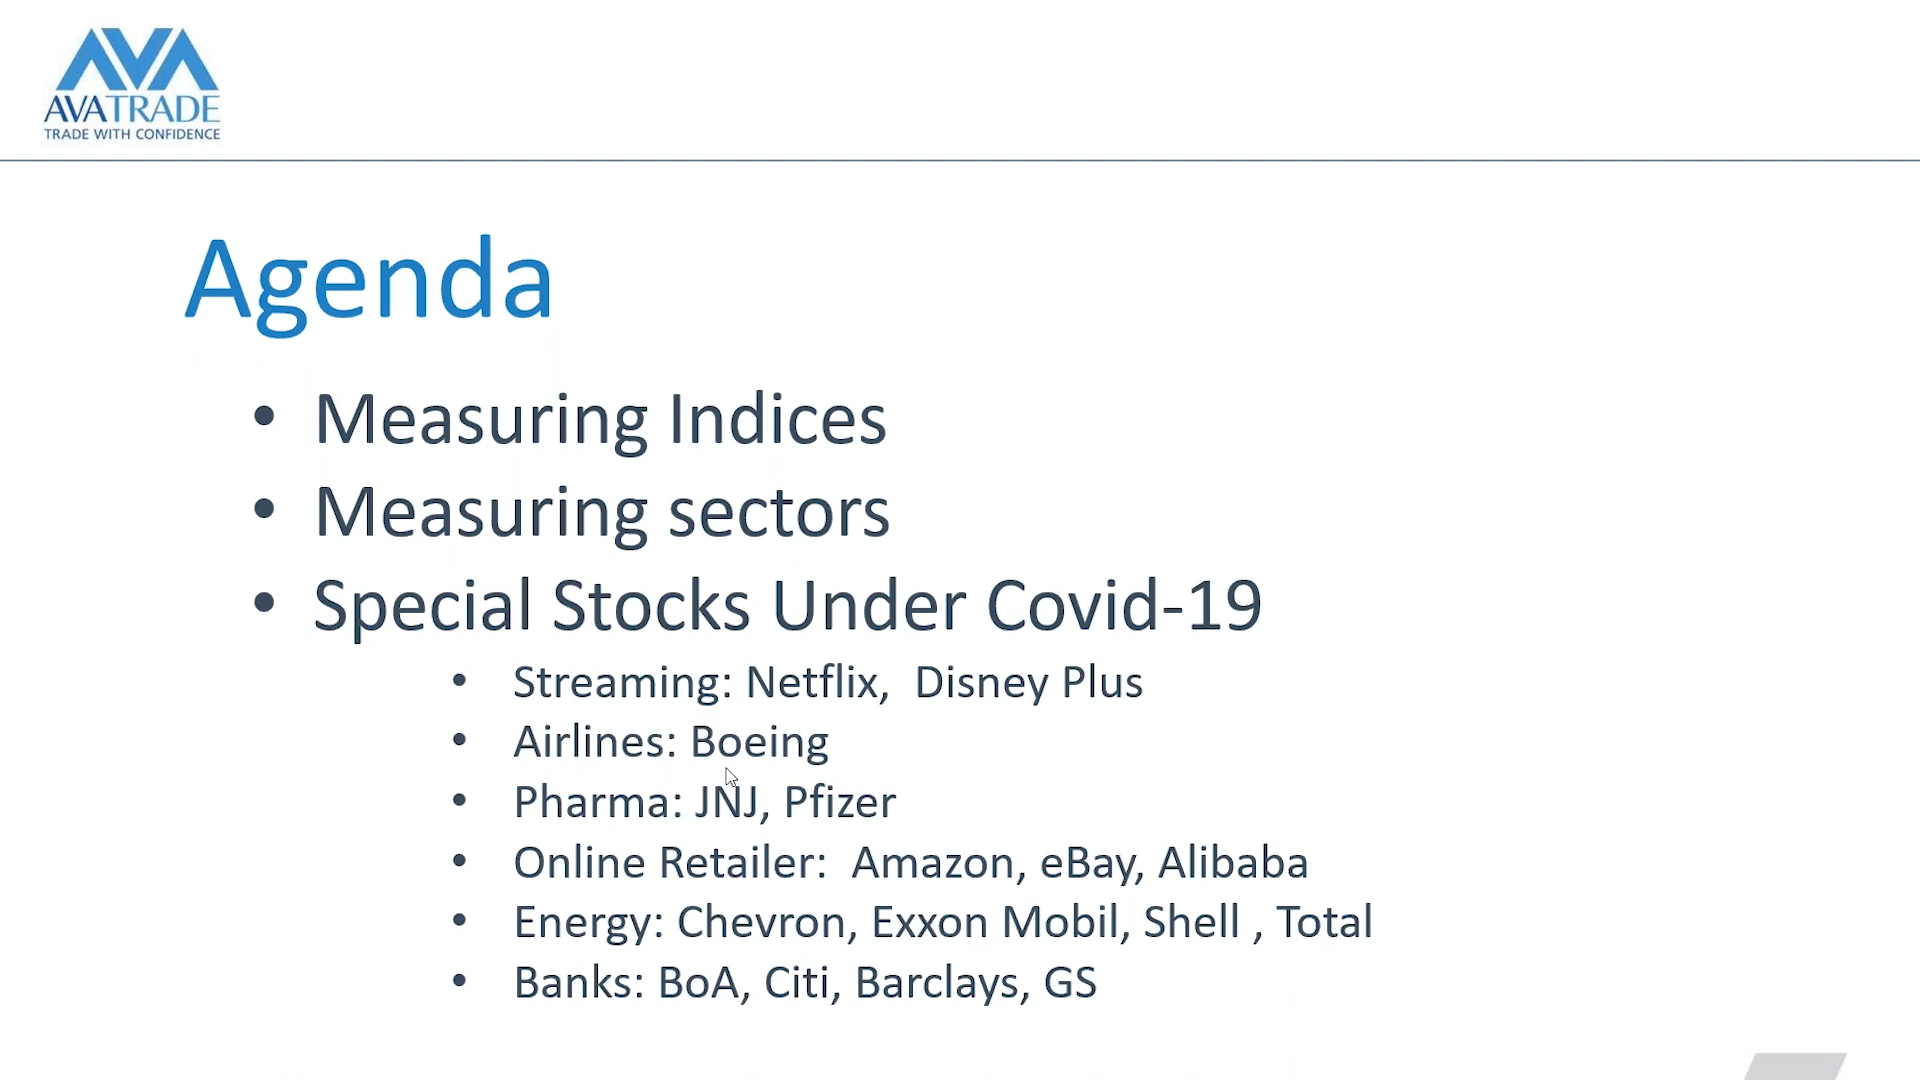 AVA
AVATRADE
TRADE WITH CONFIDENCE
Agenda
• Measuring Indices
• Measuring sectors
• Special Stocks Under Covid-19
• Streaming: Netflix,  Disney Plus
• Airlines: Boeing
• Pharma: JNJ, Pfizer
• Online Retailer:  Amazon, eBay, Alibaba
• Energy: Chevron, Exxon Mobil, Shell , Total
• Banks: BoA, Citi, Barclays, GS